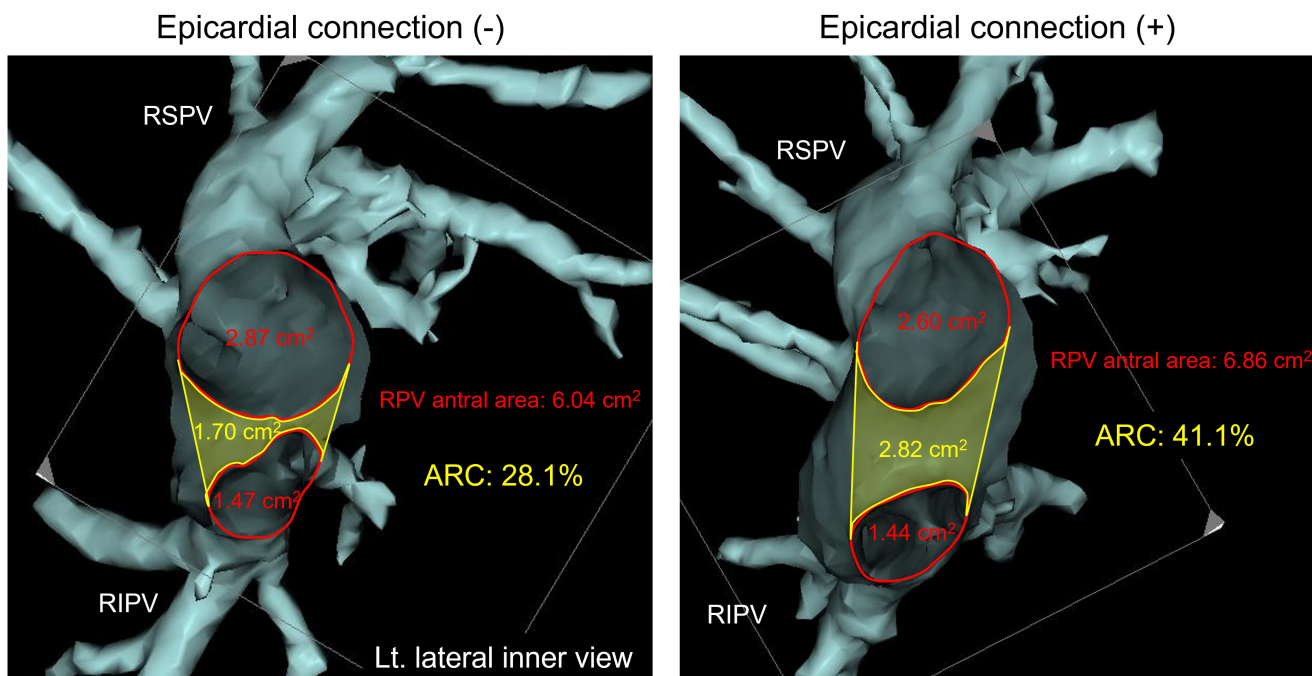 Epicardial connection (-)
RSPV
2.87 cm²
RPV antral area: 6.04 cm²
1.70 cm²
ARC: 28.1%
1.47 cm²
RIPV
Lt. lateral inner view
Epicardial connection (+)
RSPV
2.60 cm²
RPV antral area: 6.86 cm²
ARC: 41.1%
2.82 cm²
1.44 cm²
RIPV